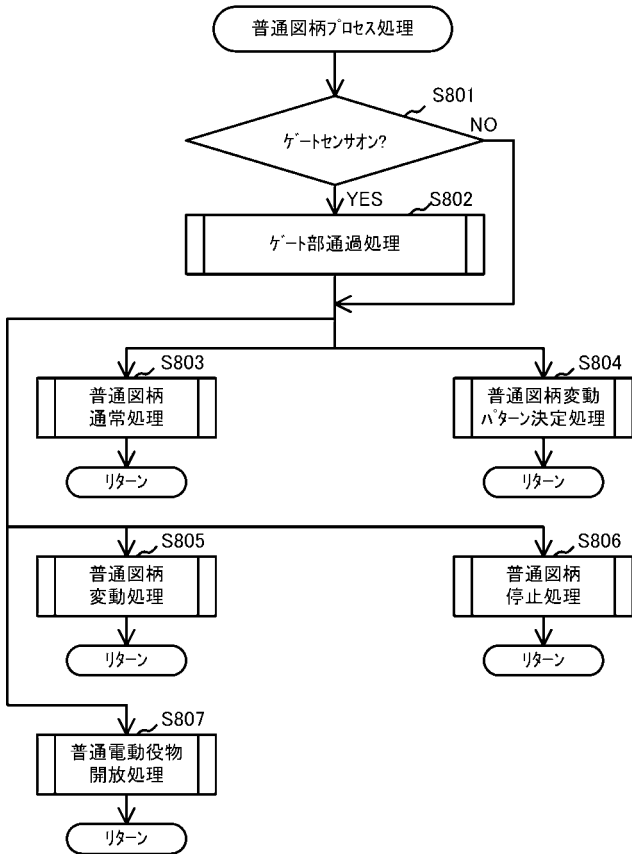 普通図柄プロセス処理
S801
ゲートセンサオン?
NO
YES
S802
ゲート部通過処理
S803
普通図柄
通常処理
リターン
S804
普通図柄変動
パターン決定処理
リターン
S805
普通図柄
変動処理
リターン
S806
普通図柄
停止処理
リターン
S807
普通電動役物
開放処理
リターン